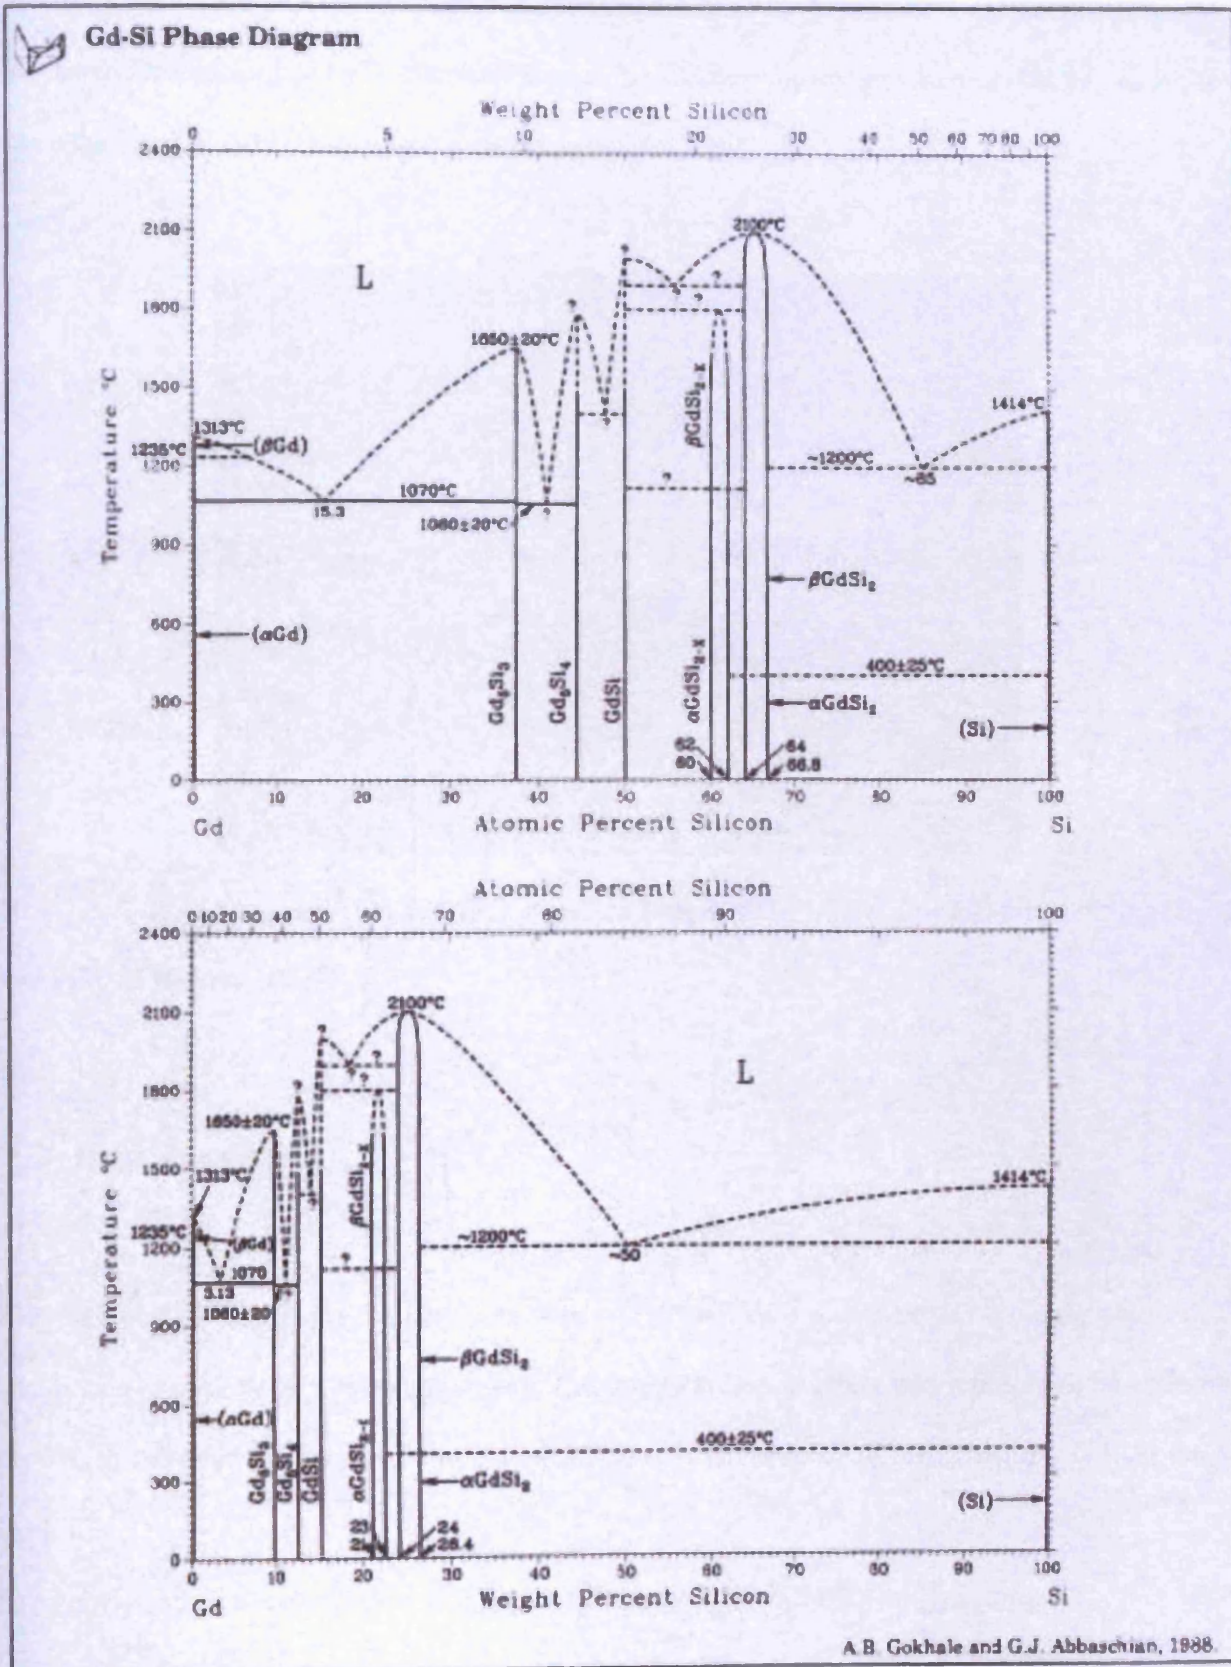 Gd-Si Phase Diagram
Weight Percent Silicon
0 5 10 20 30 40 50 60 70 80 90 100
2400
2100
1800
1500
1200
900
600
300
0
Temperature °C
L
2100°C
1650±20°C
1414°C
1313°C
(βGd)
1235°C
1070°C
15.3
1060±20°C
?
?
?
?
?
~1200°C
~85
βGdSi2-X
βGdSi2
(αGd)
400±25°C
Gd5Si3
Gd5Si4
GdSi
αGdSi2-X
αGdSi2
(Si)
62
60
64
66.8
0 10 20 30 40 50 60 70 80 90 100
Gd
Atomic Percent Silicon
Si
Atomic Percent Silicon
0 10 20 30 40 50 60 70 80 90 100
2400
2100
1800
1500
1200
900
600
300
0
Temperature °C
2100°C
L
1650±20°C
1313°C
1414°C
1235°C
(βGd)
1070
3.13
1060±20
?
?
?
?
?
~1200°C
~50
βGdSi2-X
βGdSi2
(αGd)
400±25°C
Gd5Si3
Gd5Si4
GdSi
αGdSi2
(Si)
24
26.4
0 10 20 30 40 50 60 70 80 90 100
Gd
Weight Percent Silicon
Si
A.B. Gokhale and G.J. Abbaschian, 1988.